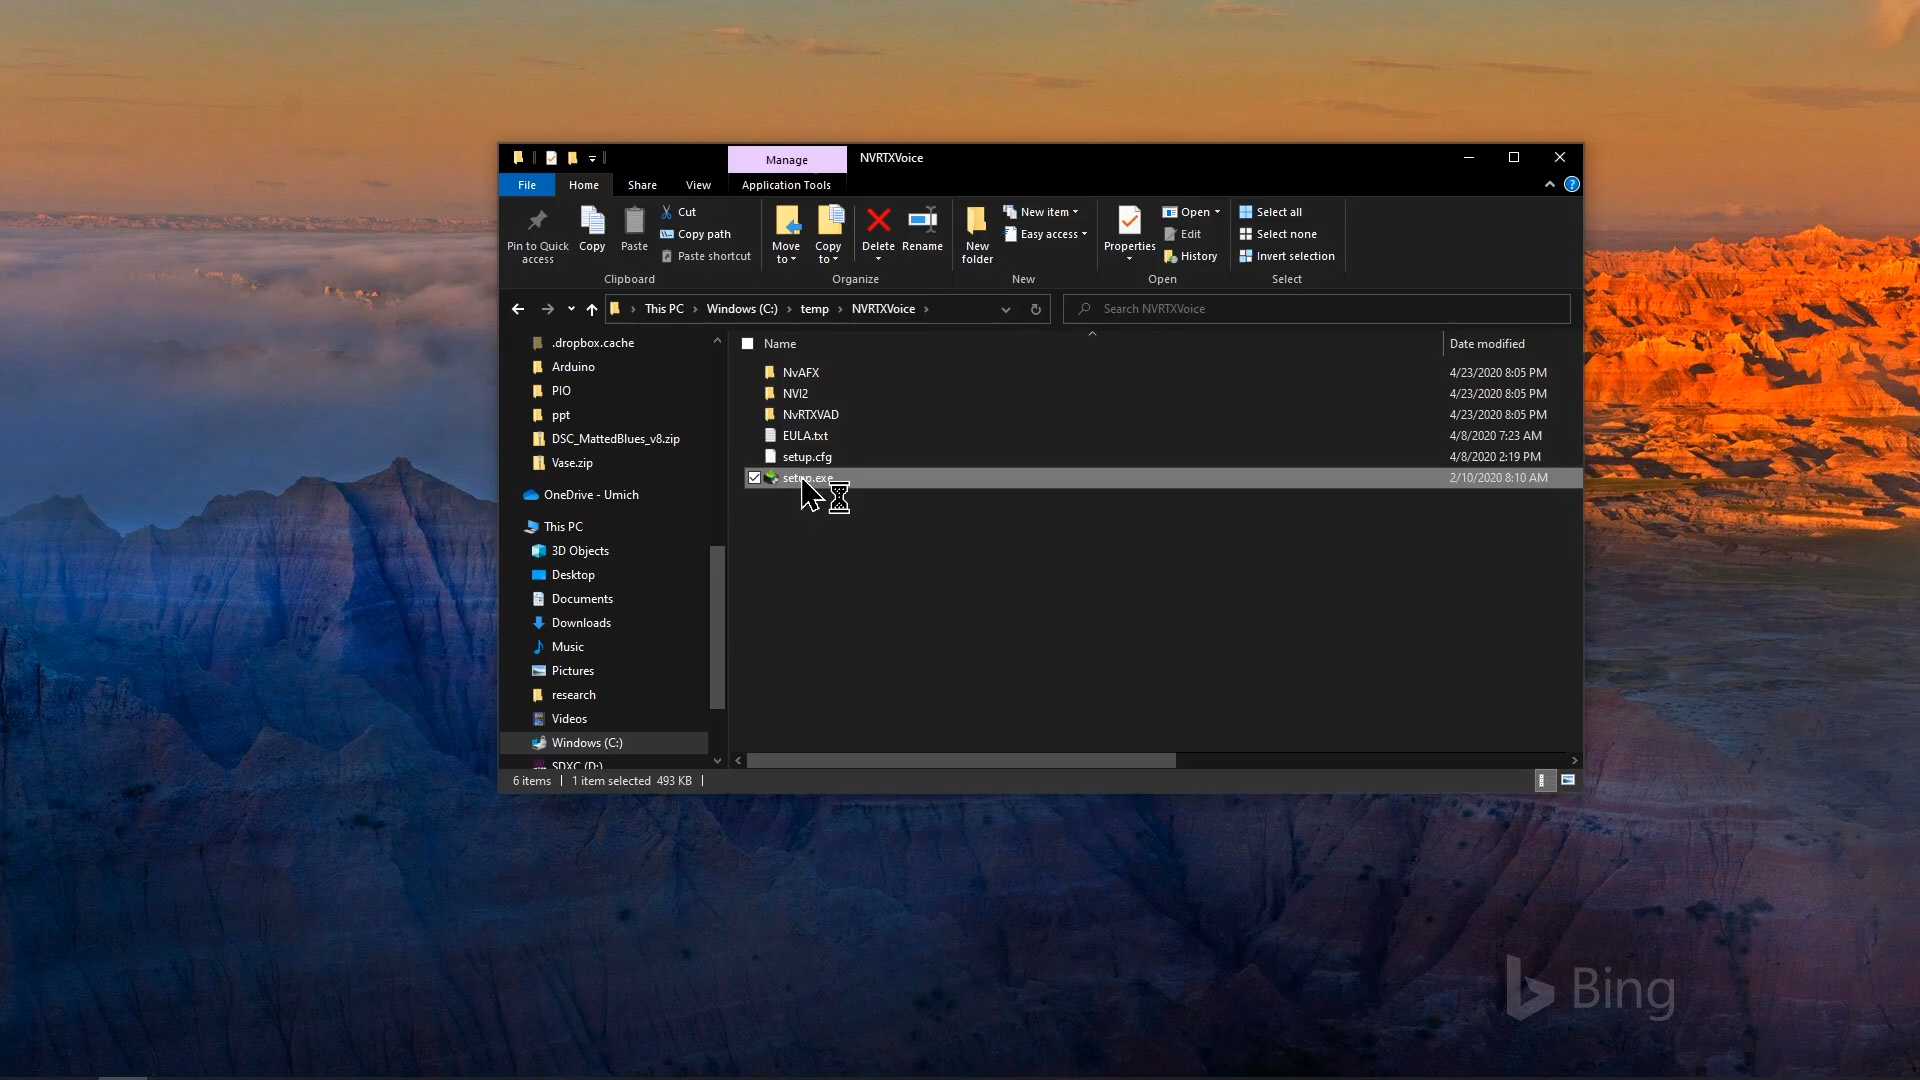 Manage
NVRTXVoice
File
Home
Share
View
Application Tools
Pin to Quick access
Copy
Paste
Cut
Copy path
Paste shortcut
Clipboard
Move to
Copy to
Delete
Rename
Organize
New folder
New item
Easy access
New
Properties
Open
Edit
History
Open
Select all
Select none
Invert selection
Select
This PC > Windows (C:) > temp > NVRTXVoice >
Search NVRTXVoice
.dropbox.cache
Arduino
PIO
ppt
DSC_MattedBlues_v8.zip
Vase.zip
OneDrive - Umich
This PC
3D Objects
Desktop
Documents
Downloads
Music
Pictures
research
Videos
Windows (C:)
SDXC (D:)
Name
Date modified
NvAFX
4/23/2020 8:05 PM
NVI2
4/23/2020 8:05 PM
NvRTXVAD
4/23/2020 8:05 PM
EULA.txt
4/8/2020 7:23 AM
setup.cfg
4/8/2020 2:19 PM
setup.exe
2/10/2020 8:10 AM
6 items
1 item selected 493 KB
Bing